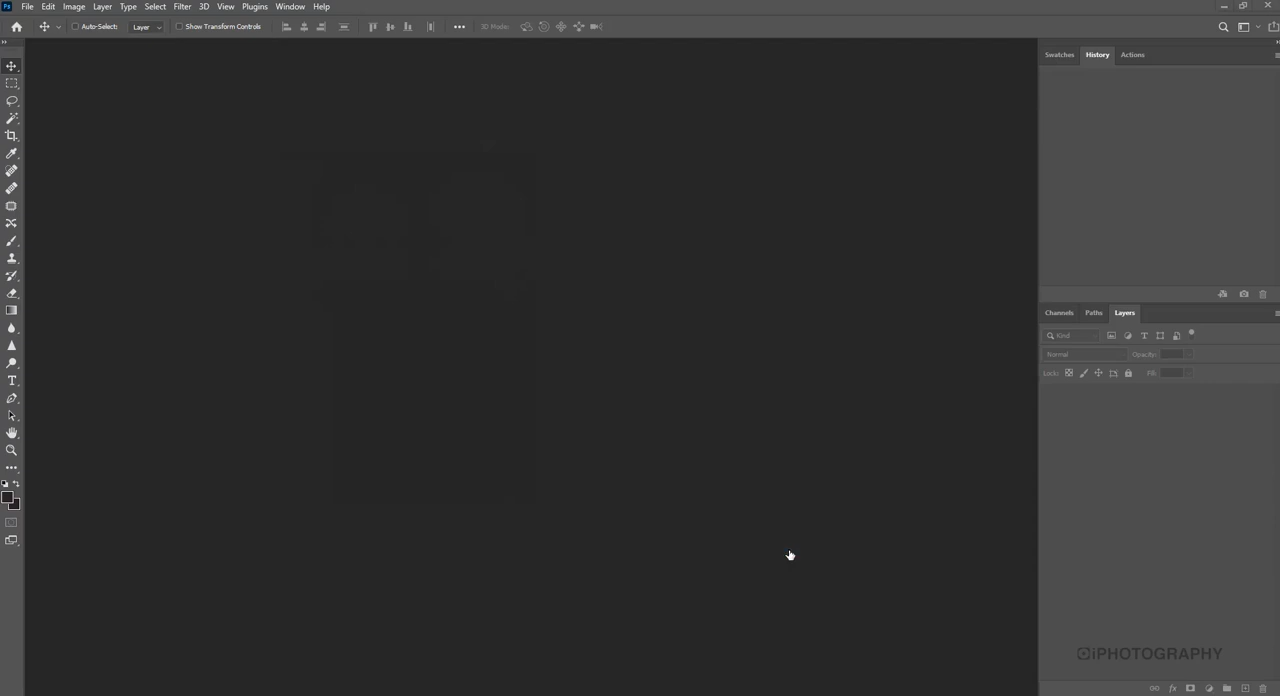 Ps File Edit Image Layer Type Select Filter 3D View Plugins Window Help
Auto-Select: Layer Show Transform Controls 3D Mode:
Swatches History Actions
Channels Paths Layers
Kind
Normal Opacity:
Lock: Fill:
iPHOTOGRAPHY